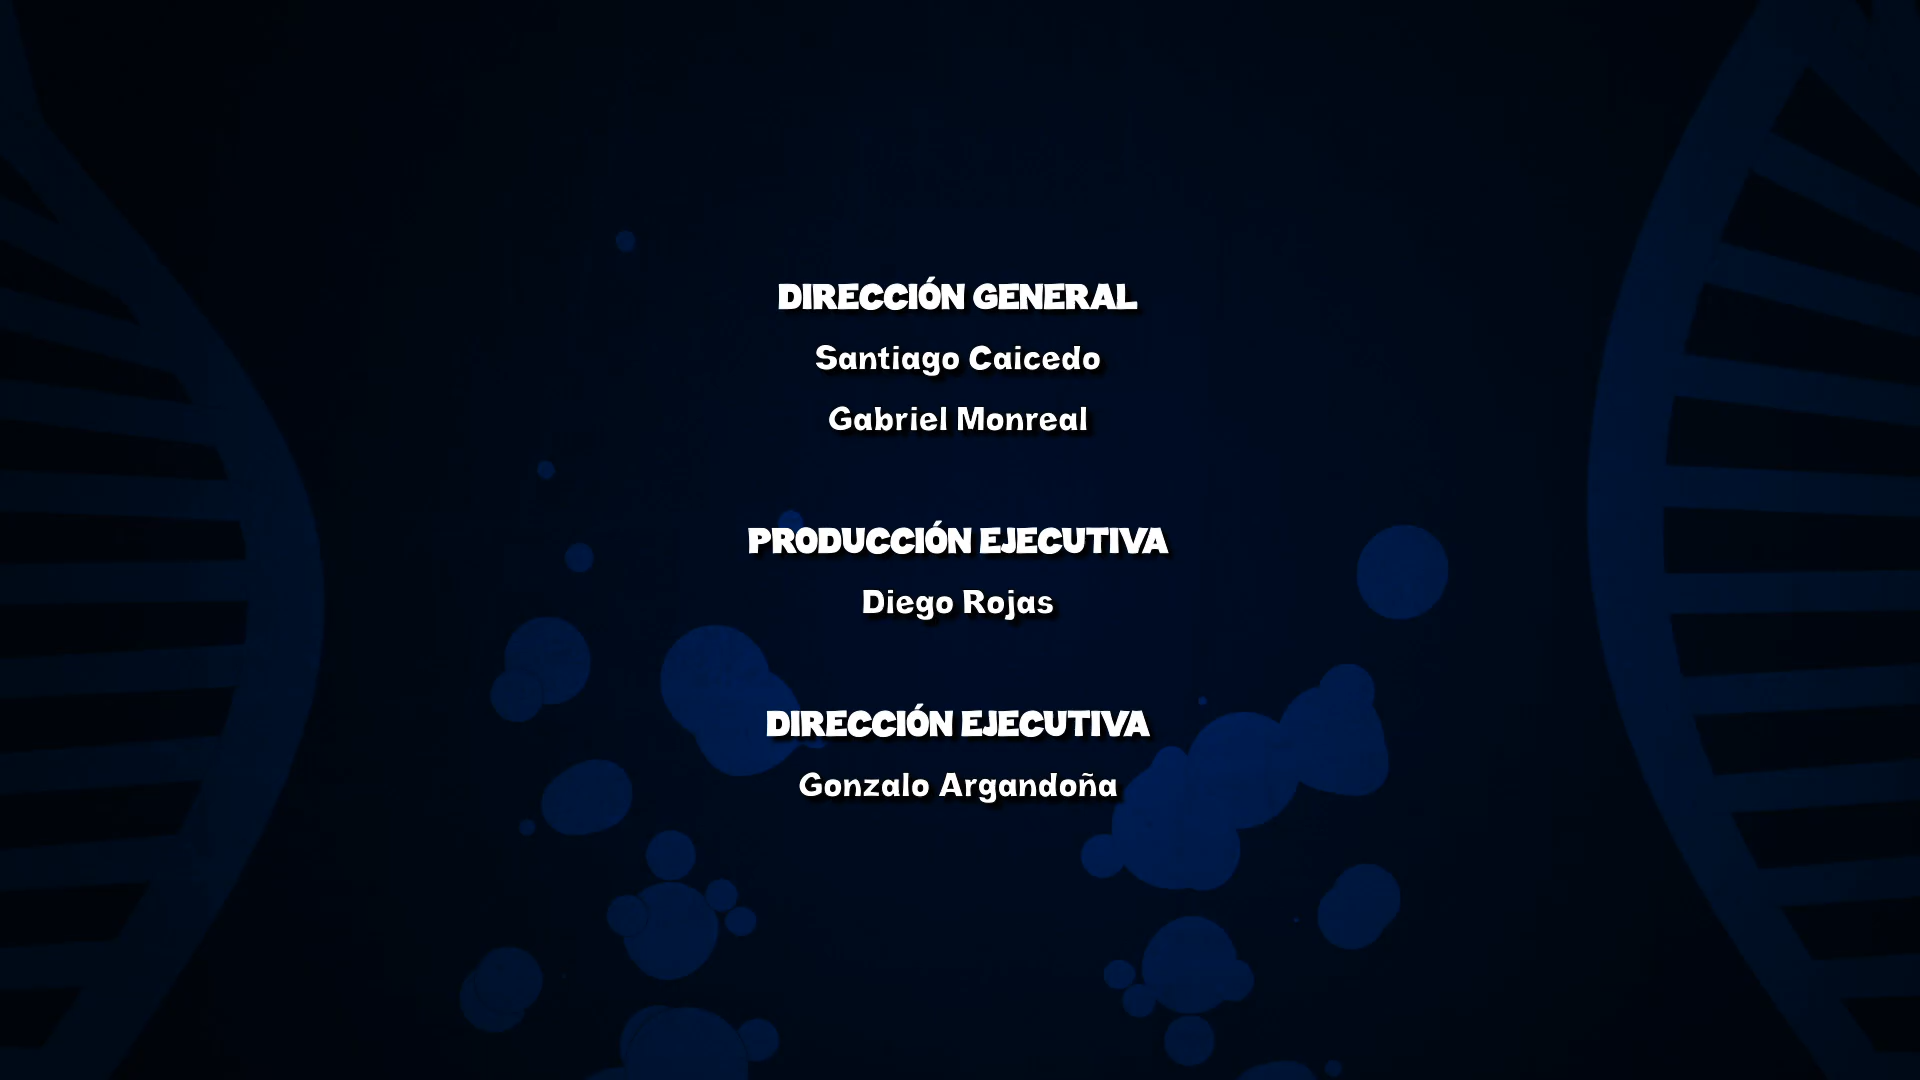 DIRECCIÓN GENERAL
Santiago Caicedo
Gabriel Monreal
PRODUCCIÓN EJECUTIVA
Diego Rojas
DIRECCIÓN EJECUTIVA
Gonzalo Argandoña